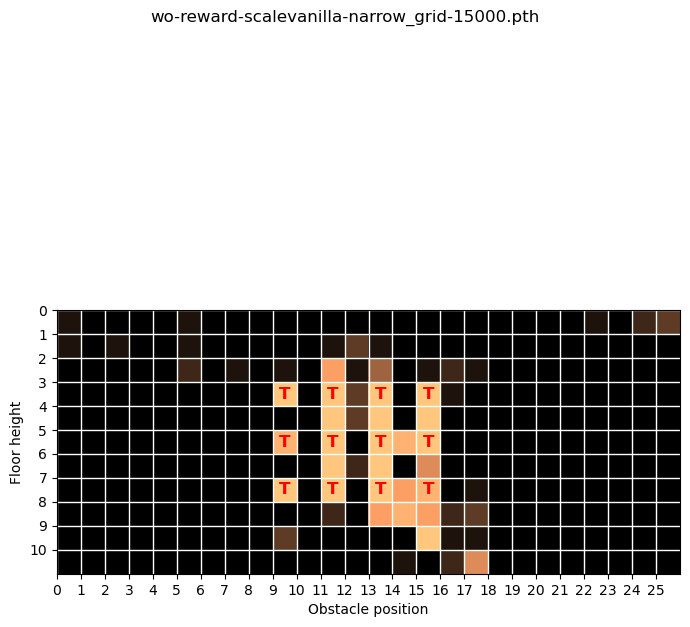 wo-reward-scalevanilla-narrow_grid-15000.pth
0
1
2
3
T T T T
4
5
T T T T
6
7
T T T T
8
9
10
Floor height
0 1 2 3 4 5 6 7 8 9 10 11 12 13 14 15 16 17 18 19 20 21 22 23 24 25
Obstacle position